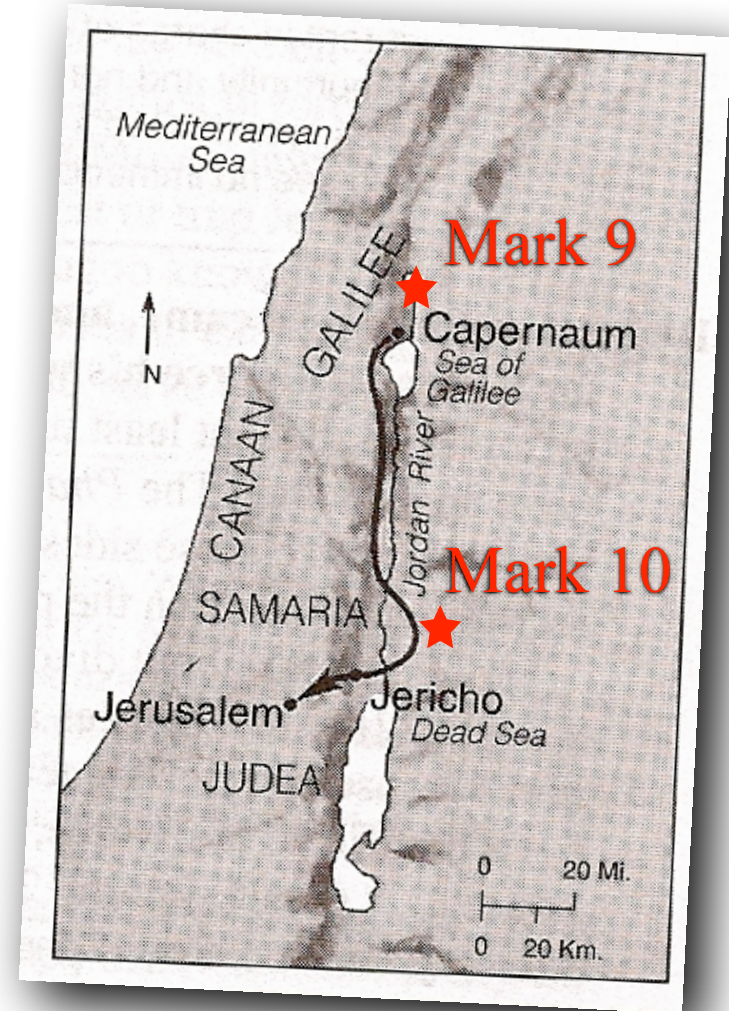 Mediterranean
Sea
GALILEE
Mark 9
Capernaum
Sea of
Galilee
N
CANAAN
Jordan River
Mark 10
SAMARIA
Jericho
Jerusalem
Dead Sea
JUDEA
0 20 Mi.
0 20 Km.